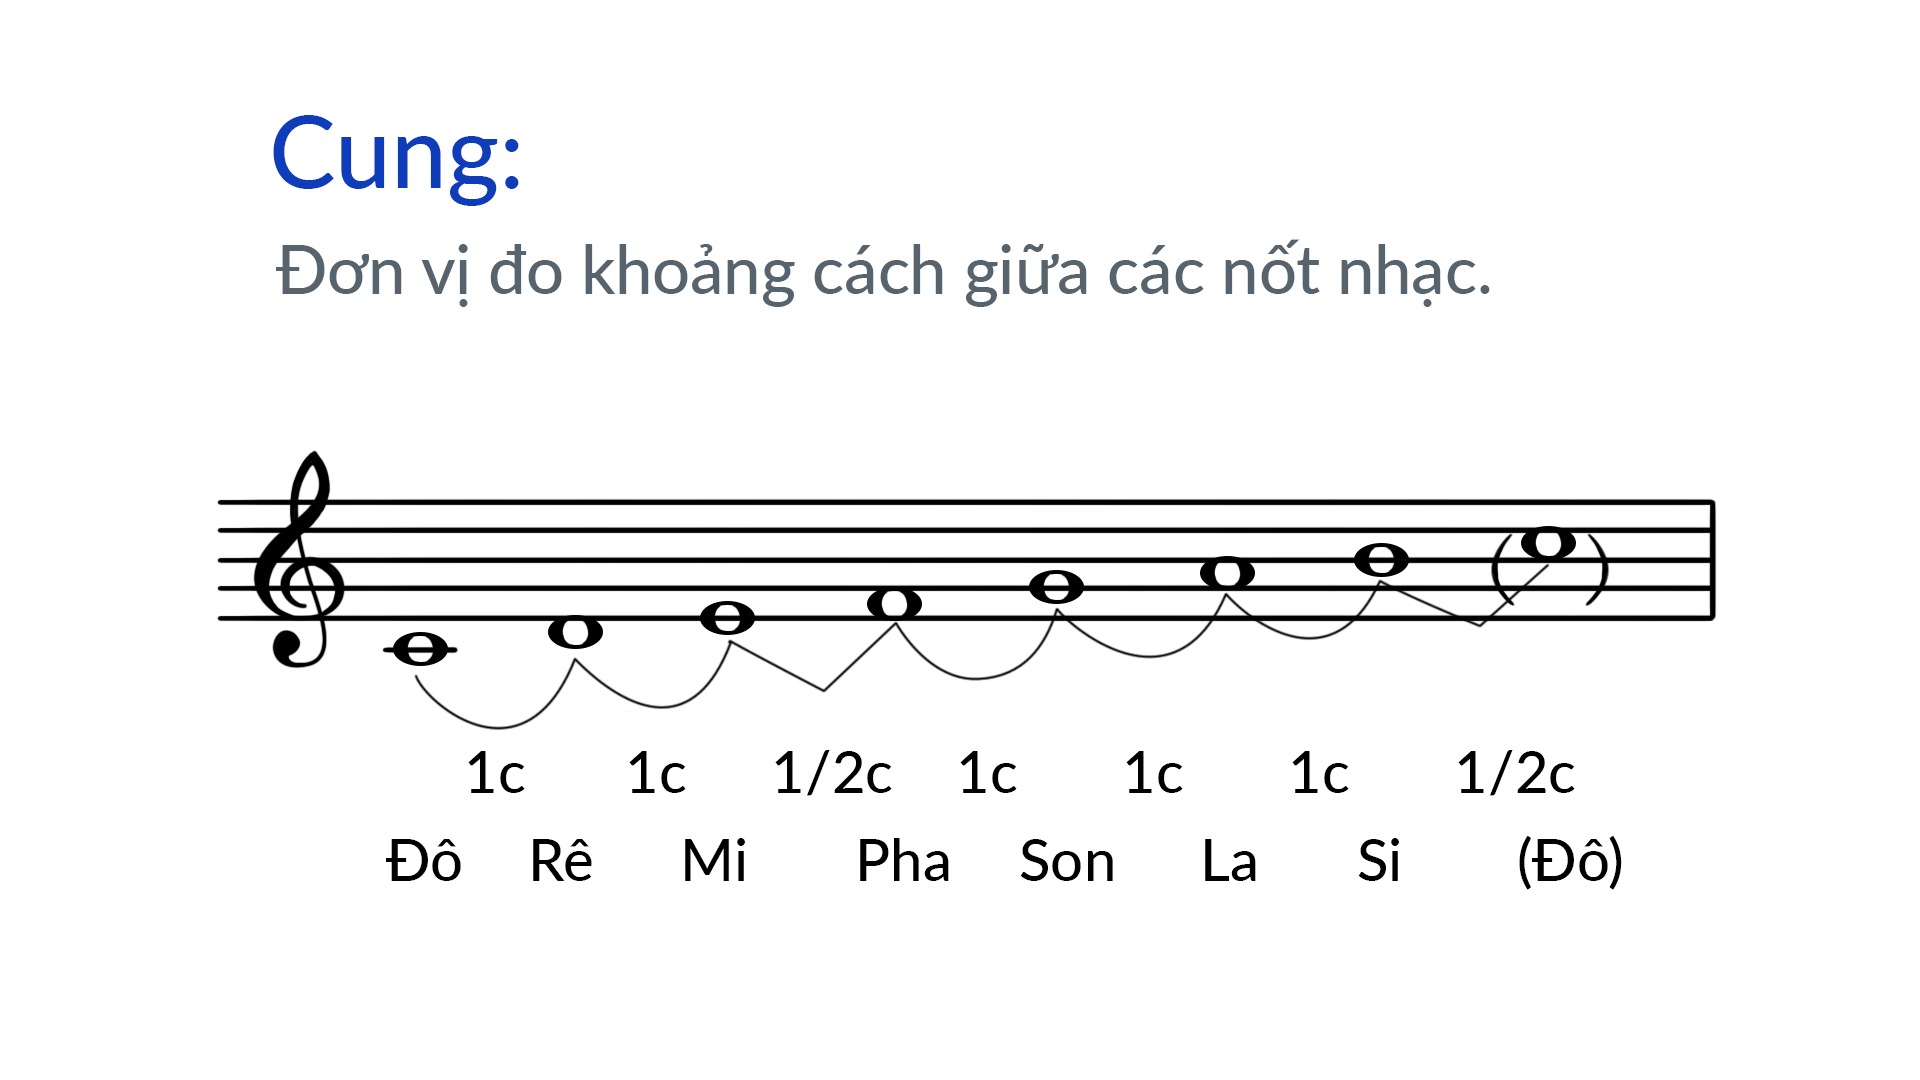 Cung:
Đơn vị đo khoảng cách giữa các nốt nhạc.
1c 1c 1/2c 1c 1c 1c 1/2c
Đô Rê Mi Pha Son La Si (Đô)